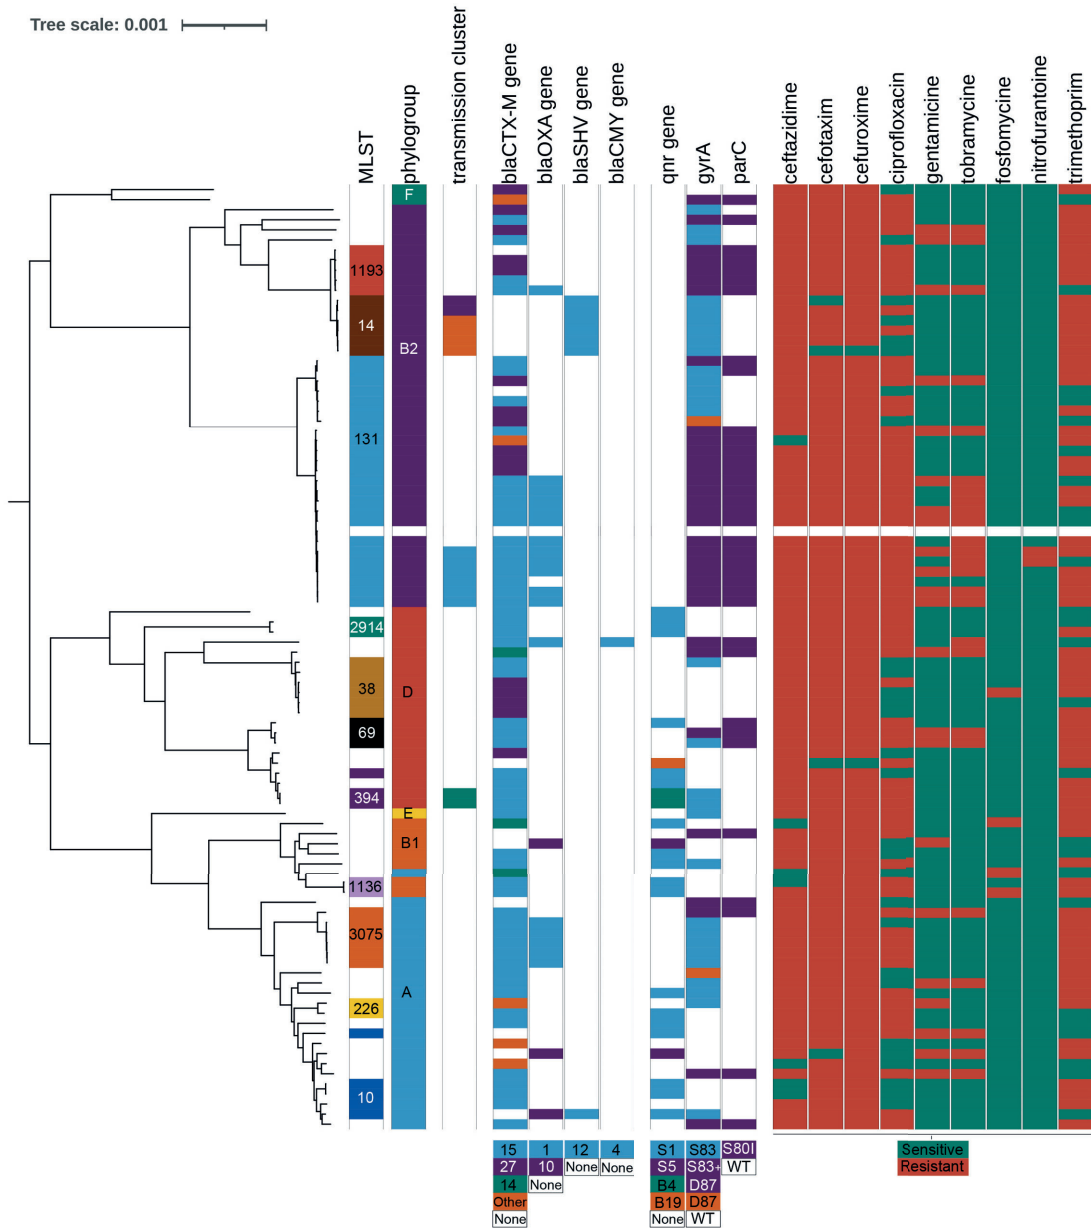 Tree scale: 0.001
MLST
phylogroup
transmission cluster
blaCTX-M gene
blaOXA gene
blaSHV gene
blaCMY gene
qnr gene
gyrA
parC
ceftazidime
cefotaxim
cefuroxime
ciprofloxacin
gentamicine
tobramycine
fosfomycine
nitrofurantoine
trimethoprim
F
1193
14
B2
131
2914
38
D
69
394
E
B1
1136
3075
A
226
10
15 1 12 4 S1 S83 S80I Sensitive
27 10 None None S5 S83+ WT Resistant
14 None B4 D87
Other B19 D87
None None WT